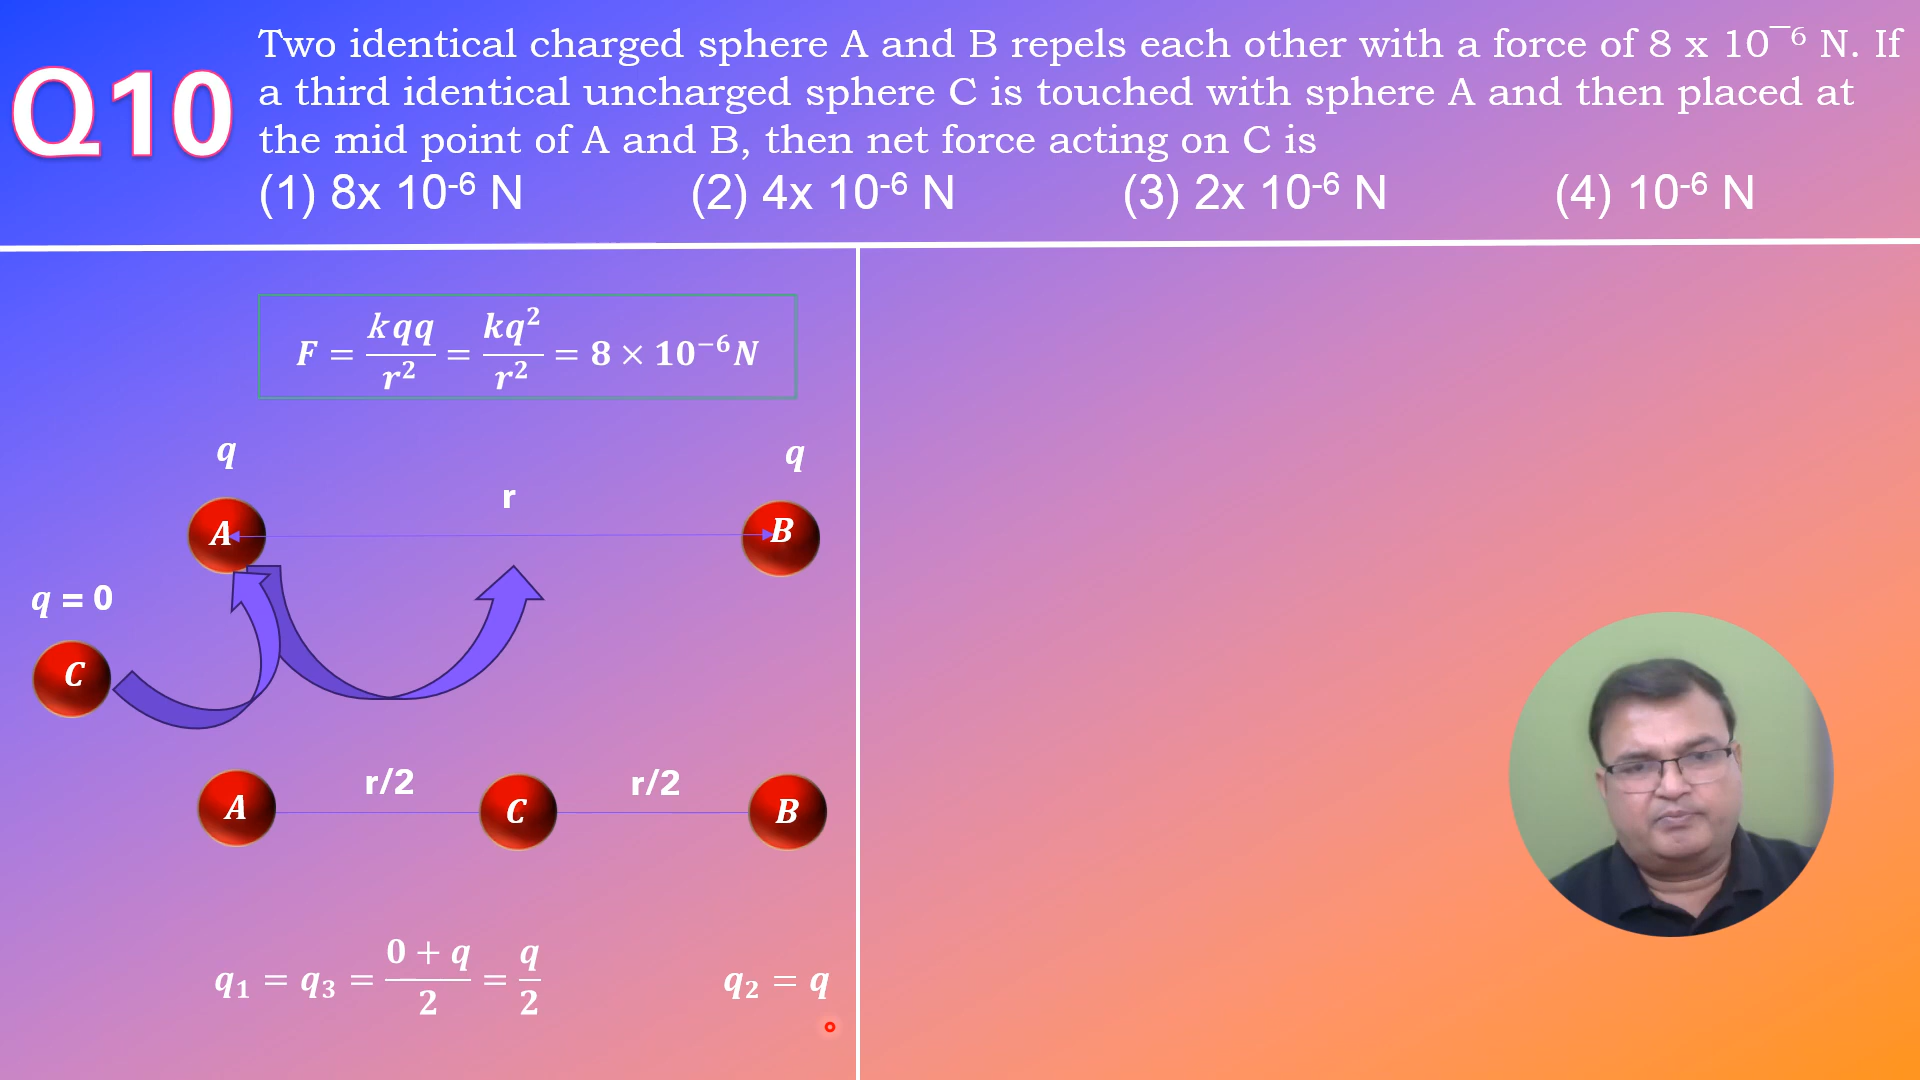 Q10
Two identical charged sphere A and B repels each other with a force of 8 x 10¯⁶ N. If
a third identical uncharged sphere C is touched with sphere A and then placed at
the mid point of A and B, then net force acting on C is
(1) 8x 10⁻⁶ N (2) 4x 10⁻⁶ N (3) 2x 10⁻⁶ N (4) 10⁻⁶ N
F = kqq/r² = kq²/r² = 8 × 10⁻⁶ N
q q
r
A B
q = 0
C
r/2 r/2
A C B
q₁ = q₃ = (0 + q)/2 = q/2 q₂ = q